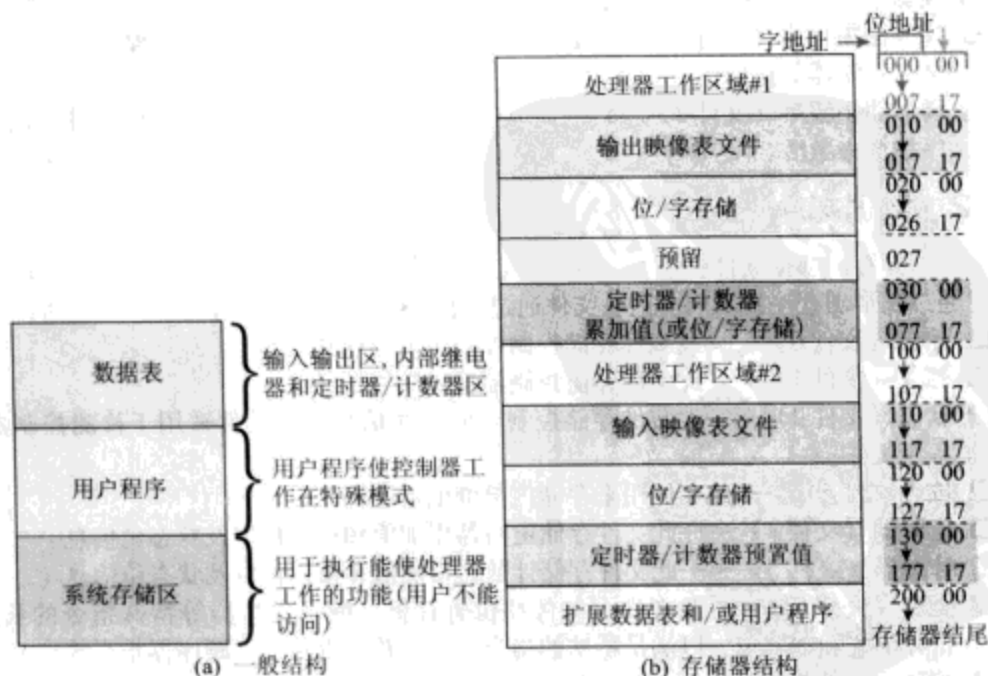 数据表
输入输出区,内部继电
器和定时器/计数器区
用户程序
用户程序使控制器工
作在特殊模式
系统存储区
用于执行能使处理器
工作的功能(用户不能
访问)
(a) 一般结构
位地址
字地址
000 00
处理器工作区域#1
007 17
010 00
输出映像表文件
017 17
020 00
位/字存储
026 17
预留
027
030 00
定时器/计数器
累加值(或位/字存储)
077 17
100 00
处理器工作区域#2
107 17
110 00
输入映像表文件
117 17
120 00
位/字存储
127 17
130 00
定时器/计数器预置值
177 17
200 00
扩展数据表和/或用户程序
存储器结尾
(b) 存储器结构